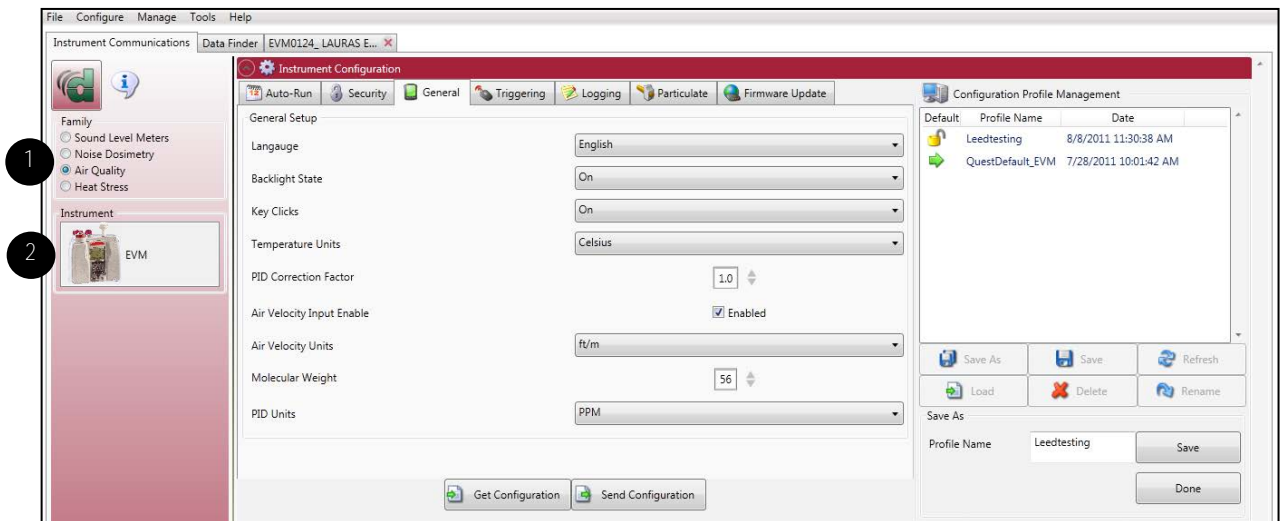 File Configure Manage Tools Help
Instrument Communications Data Finder EVM0124_ LAURAS E...
Instrument Configuration
Auto-Run Security General Triggering Logging Particulate Firmware Update
Family
Sound Level Meters
Noise Dosimetry
Air Quality
Heat Stress
1
Instrument
EVM
2
General Setup
Langauge English
Backlight State On
Key Clicks On
Temperature Units Celsius
PID Correction Factor 1.0
Air Velocity Input Enable Enabled
Air Velocity Units ft/m
Molecular Weight 56
PID Units PPM
Get Configuration Send Configuration
Configuration Profile Management
Default Profile Name Date
Leedtesting 8/8/2011 11:30:38 AM
QuestDefault_EVM 7/28/2011 10:01:42 AM
Save As Save Refresh
Load Delete Rename
Save As
Profile Name Leedtesting Save
Done